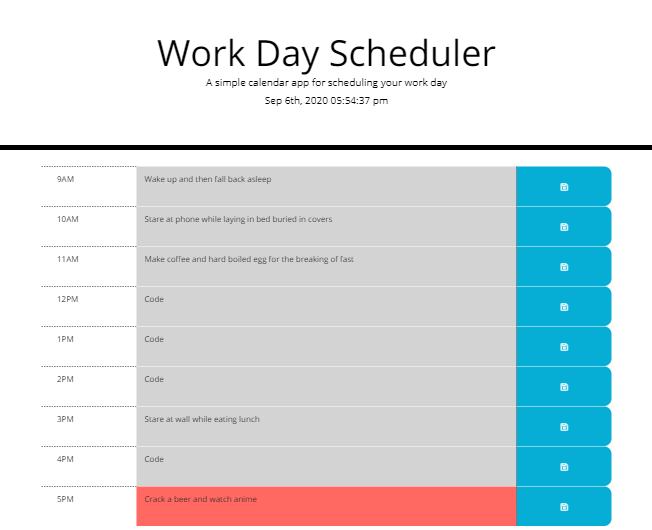 Work Day Scheduler
A simple calendar app for scheduling your work day
Sep 6th, 2020 05:54:37 pm
9AM Wake up and then fall back asleep
10AM Stare at phone while laying in bed buried in covers
11AM Make coffee and hard boiled egg for the breaking of fast
12PM Code
1PM Code
2PM Code
3PM Stare at wall while eating lunch
4PM Code
5PM Crack a beer and watch anime